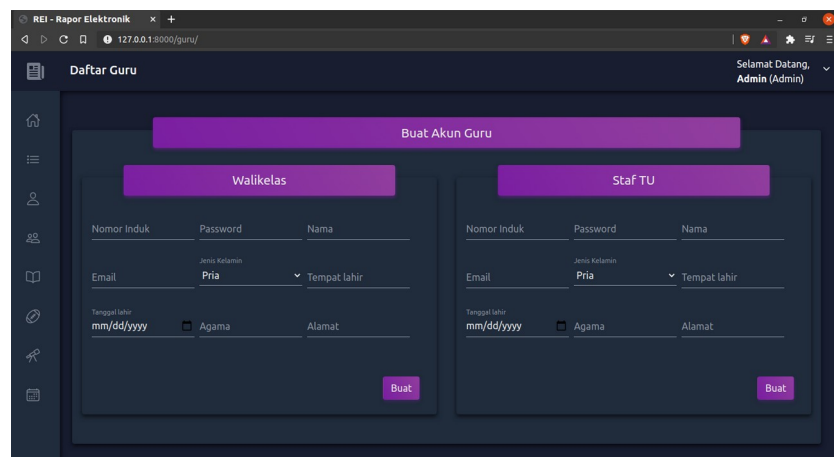 REI - Rapor Elektronik
127.0.0.1:8000/guru/
Daftar Guru
Selamat Datang,
Admin (Admin)
Buat Akun Guru
Walikelas
Nomor Induk Password Nama
Jenis Kelamin
Email Pria Tempat lahir
Tanggal lahir
mm/dd/yyyy Agama Alamat
Buat
Staf TU
Nomor Induk Password Nama
Jenis Kelamin
Email Pria Tempat lahir
Tanggal lahir
mm/dd/yyyy Agama Alamat
Buat